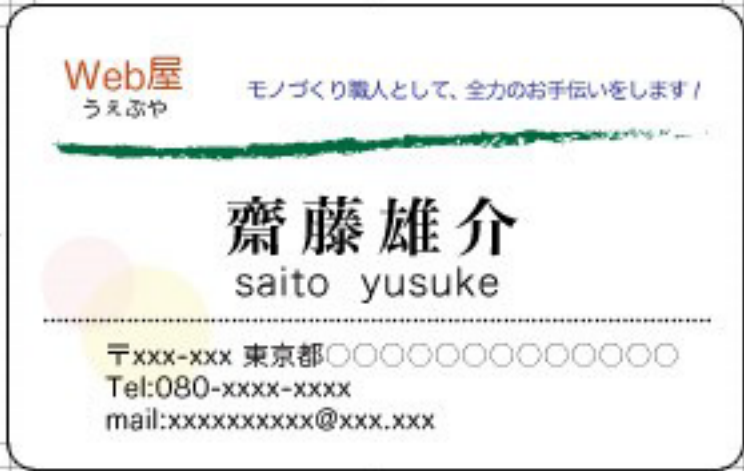 Web屋
うぇぶや
モノづくり職人として、全力のお手伝いをします！
齋藤雄介
saito yusuke
〒xxx-xxx 東京都○○○○○○○○○○○○○○
Tel:080-xxxx-xxxx
mail:xxxxxxxxxx@xxx.xxx